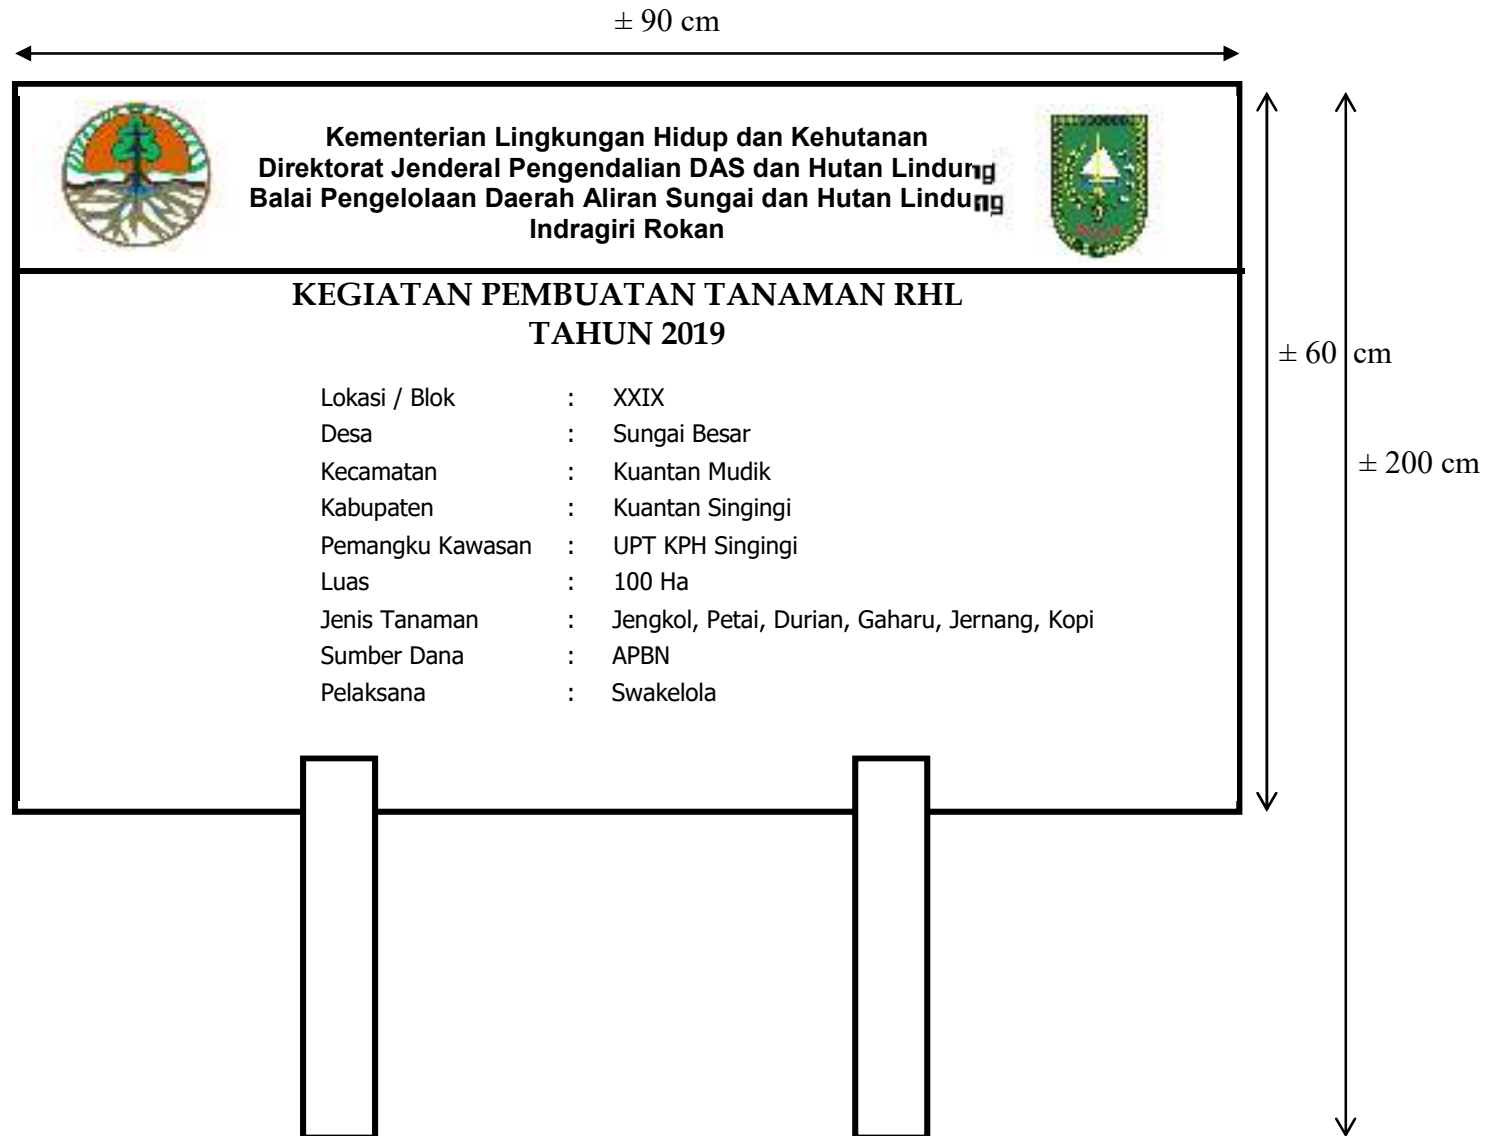 ± 90 cm
Kementerian Lingkungan Hidup dan Kehutanan
Direktorat Jenderal Pengendalian DAS dan Hutan Lindung
Balai Pengelolaan Daerah Aliran Sungai dan Hutan Lindung
Indragiri Rokan
KEGIATAN PEMBUATAN TANAMAN RHL
TAHUN 2019
± 60 cm
Lokasi / Blok : XXIX
Desa : Sungai Besar
Kecamatan : Kuantan Mudik
± 200 cm
Kabupaten : Kuantan Singingi
Pemangku Kawasan : UPT KPH Singingi
Luas : 100 Ha
Jenis Tanaman : Jengkol, Petai, Durian, Gaharu, Jernang, Kopi
Sumber Dana : APBN
Pelaksana : Swakelola